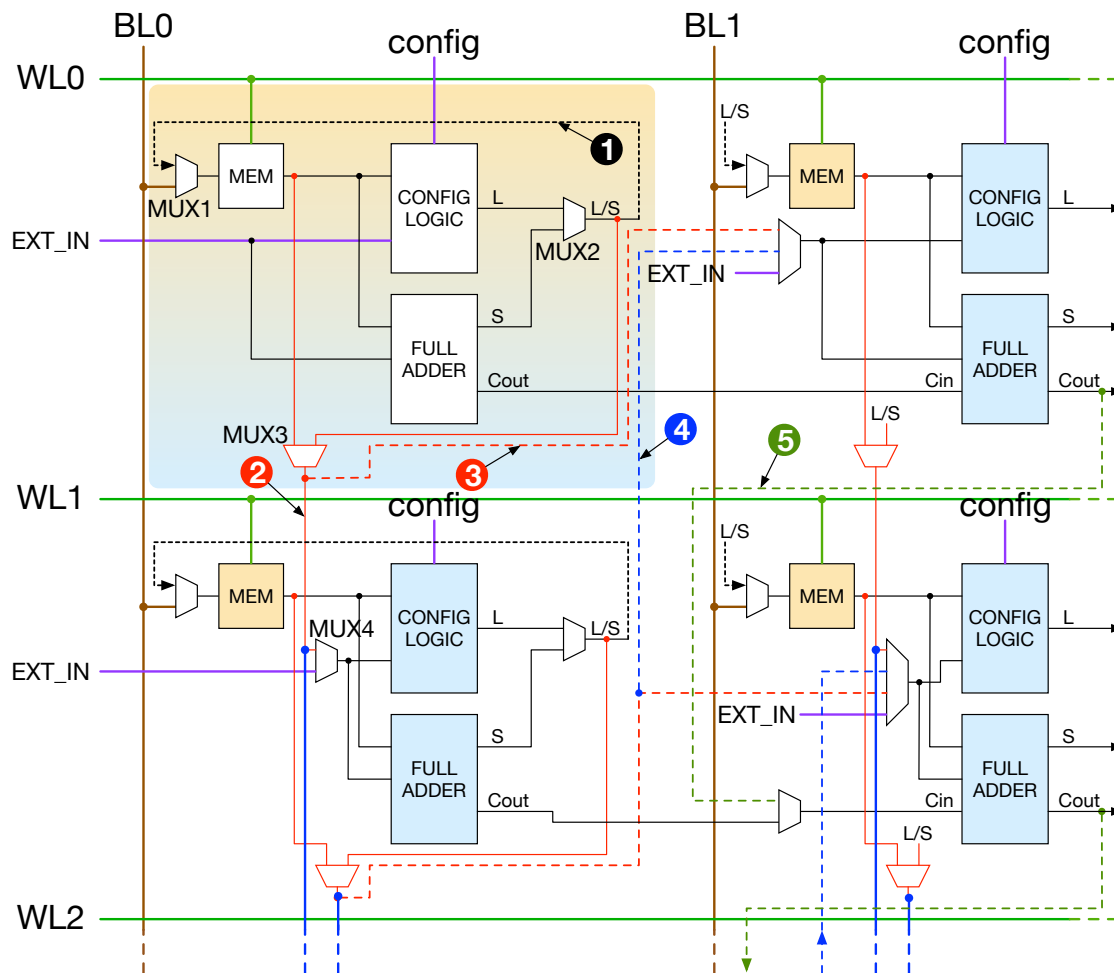 BL0
config
BL1
config
WL0
L/S
1
MEM
CONFIG
LOGIC
L
L/S
MUX1
MUX2
EXT_IN
MEM
CONFIG
LOGIC
L
EXT_IN
S
FULL
ADDER
Cout
Cin
FULL
ADDER
S
Cout
MUX3
2
3
4
5
L/S
WL1
config
config
L/S
MEM
CONFIG
LOGIC
L
L/S
MUX4
EXT_IN
MEM
CONFIG
LOGIC
L
EXT_IN
S
FULL
ADDER
Cout
Cin
FULL
ADDER
S
Cout
L/S
WL2